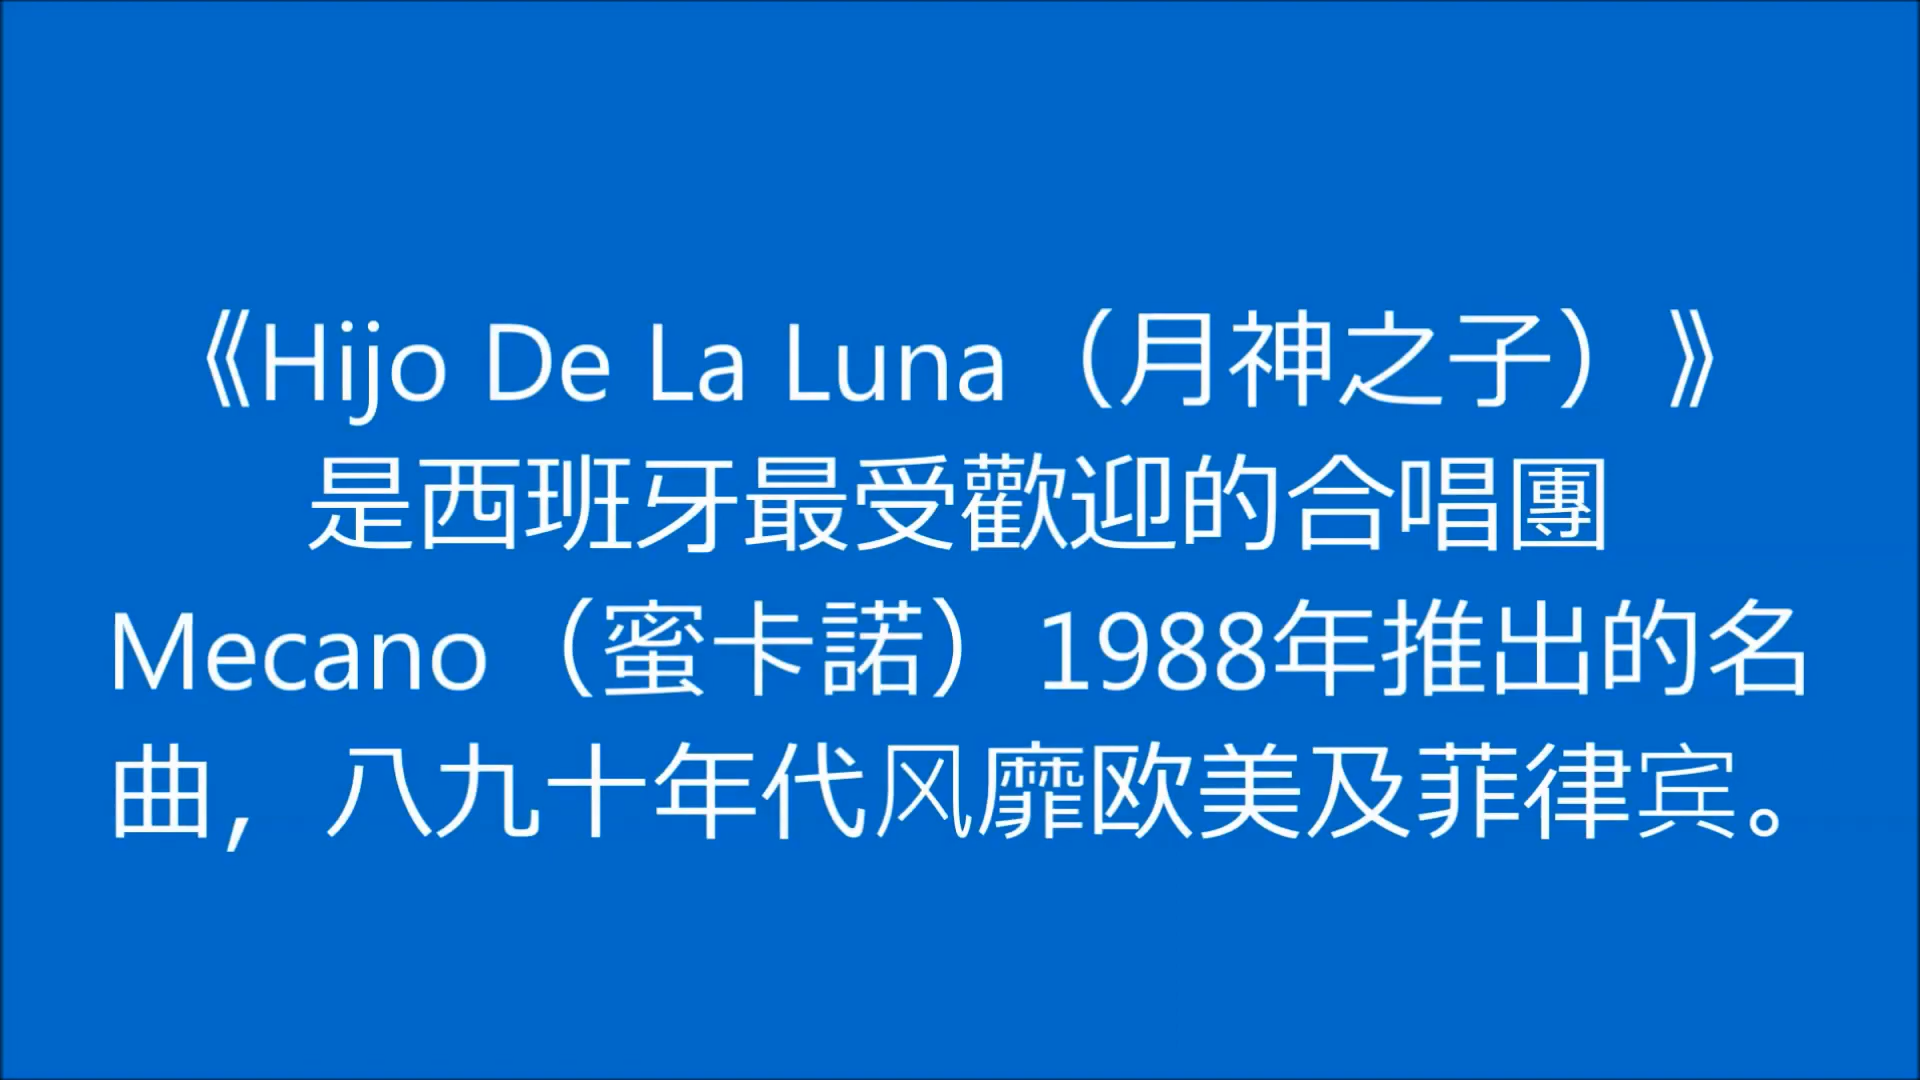 《Hijo De La Luna（月神之子）》
是西班牙最受歡迎的合唱團
Mecano（蜜卡諾）1988年推出的名
曲，八九十年代风靡欧美及菲律宾。